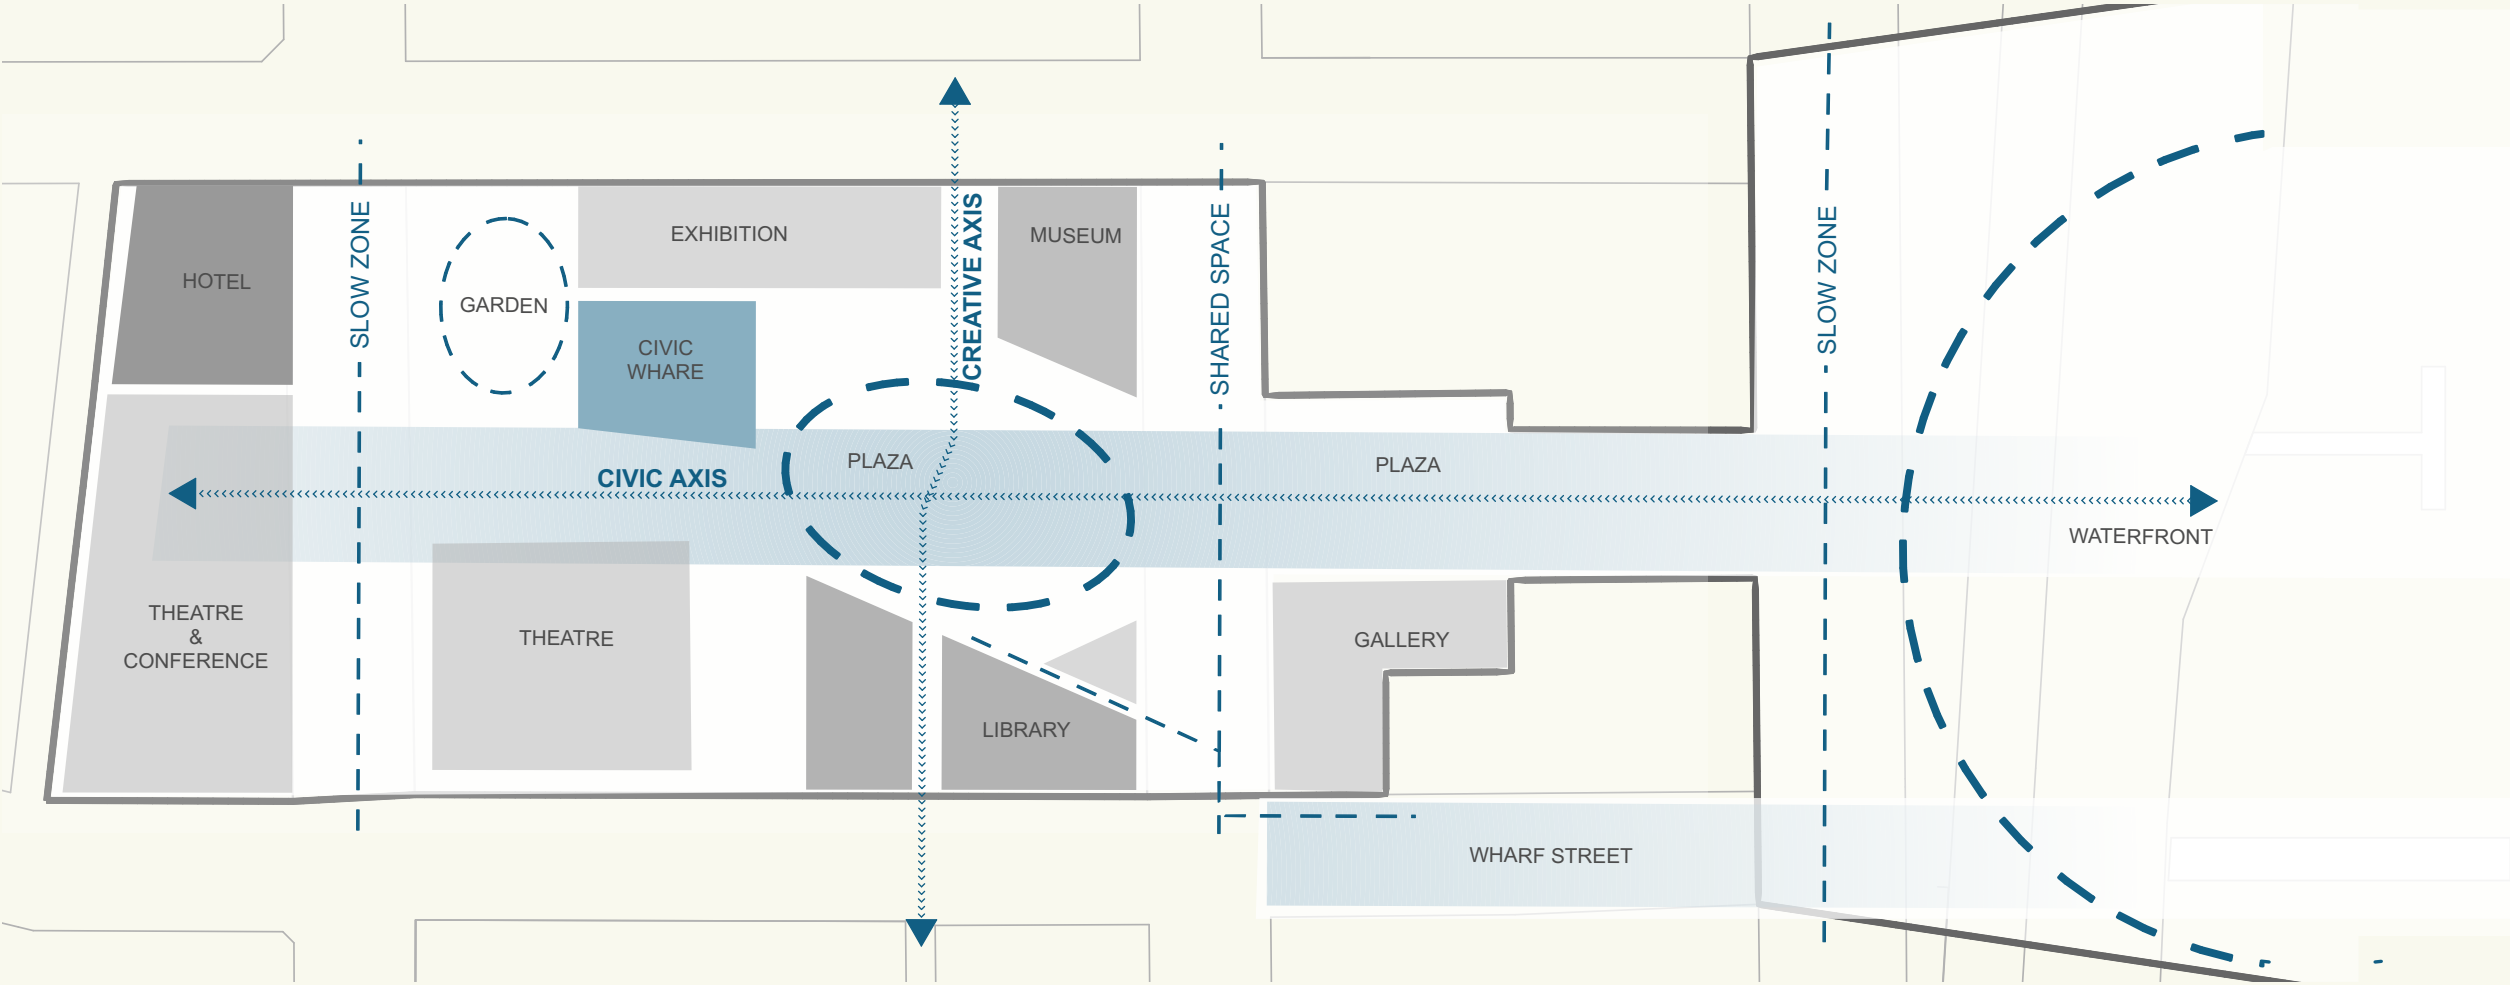 HOTEL
SLOW ZONE
GARDEN
EXHIBITION
CIVIC
WHARE
CREATIVE AXIS
MUSEUM
SHARED SPACE
SLOW ZONE
CIVIC AXIS
PLAZA
PLAZA
WATERFRONT
THEATRE
&
CONFERENCE
THEATRE
LIBRARY
GALLERY
WHARF STREET